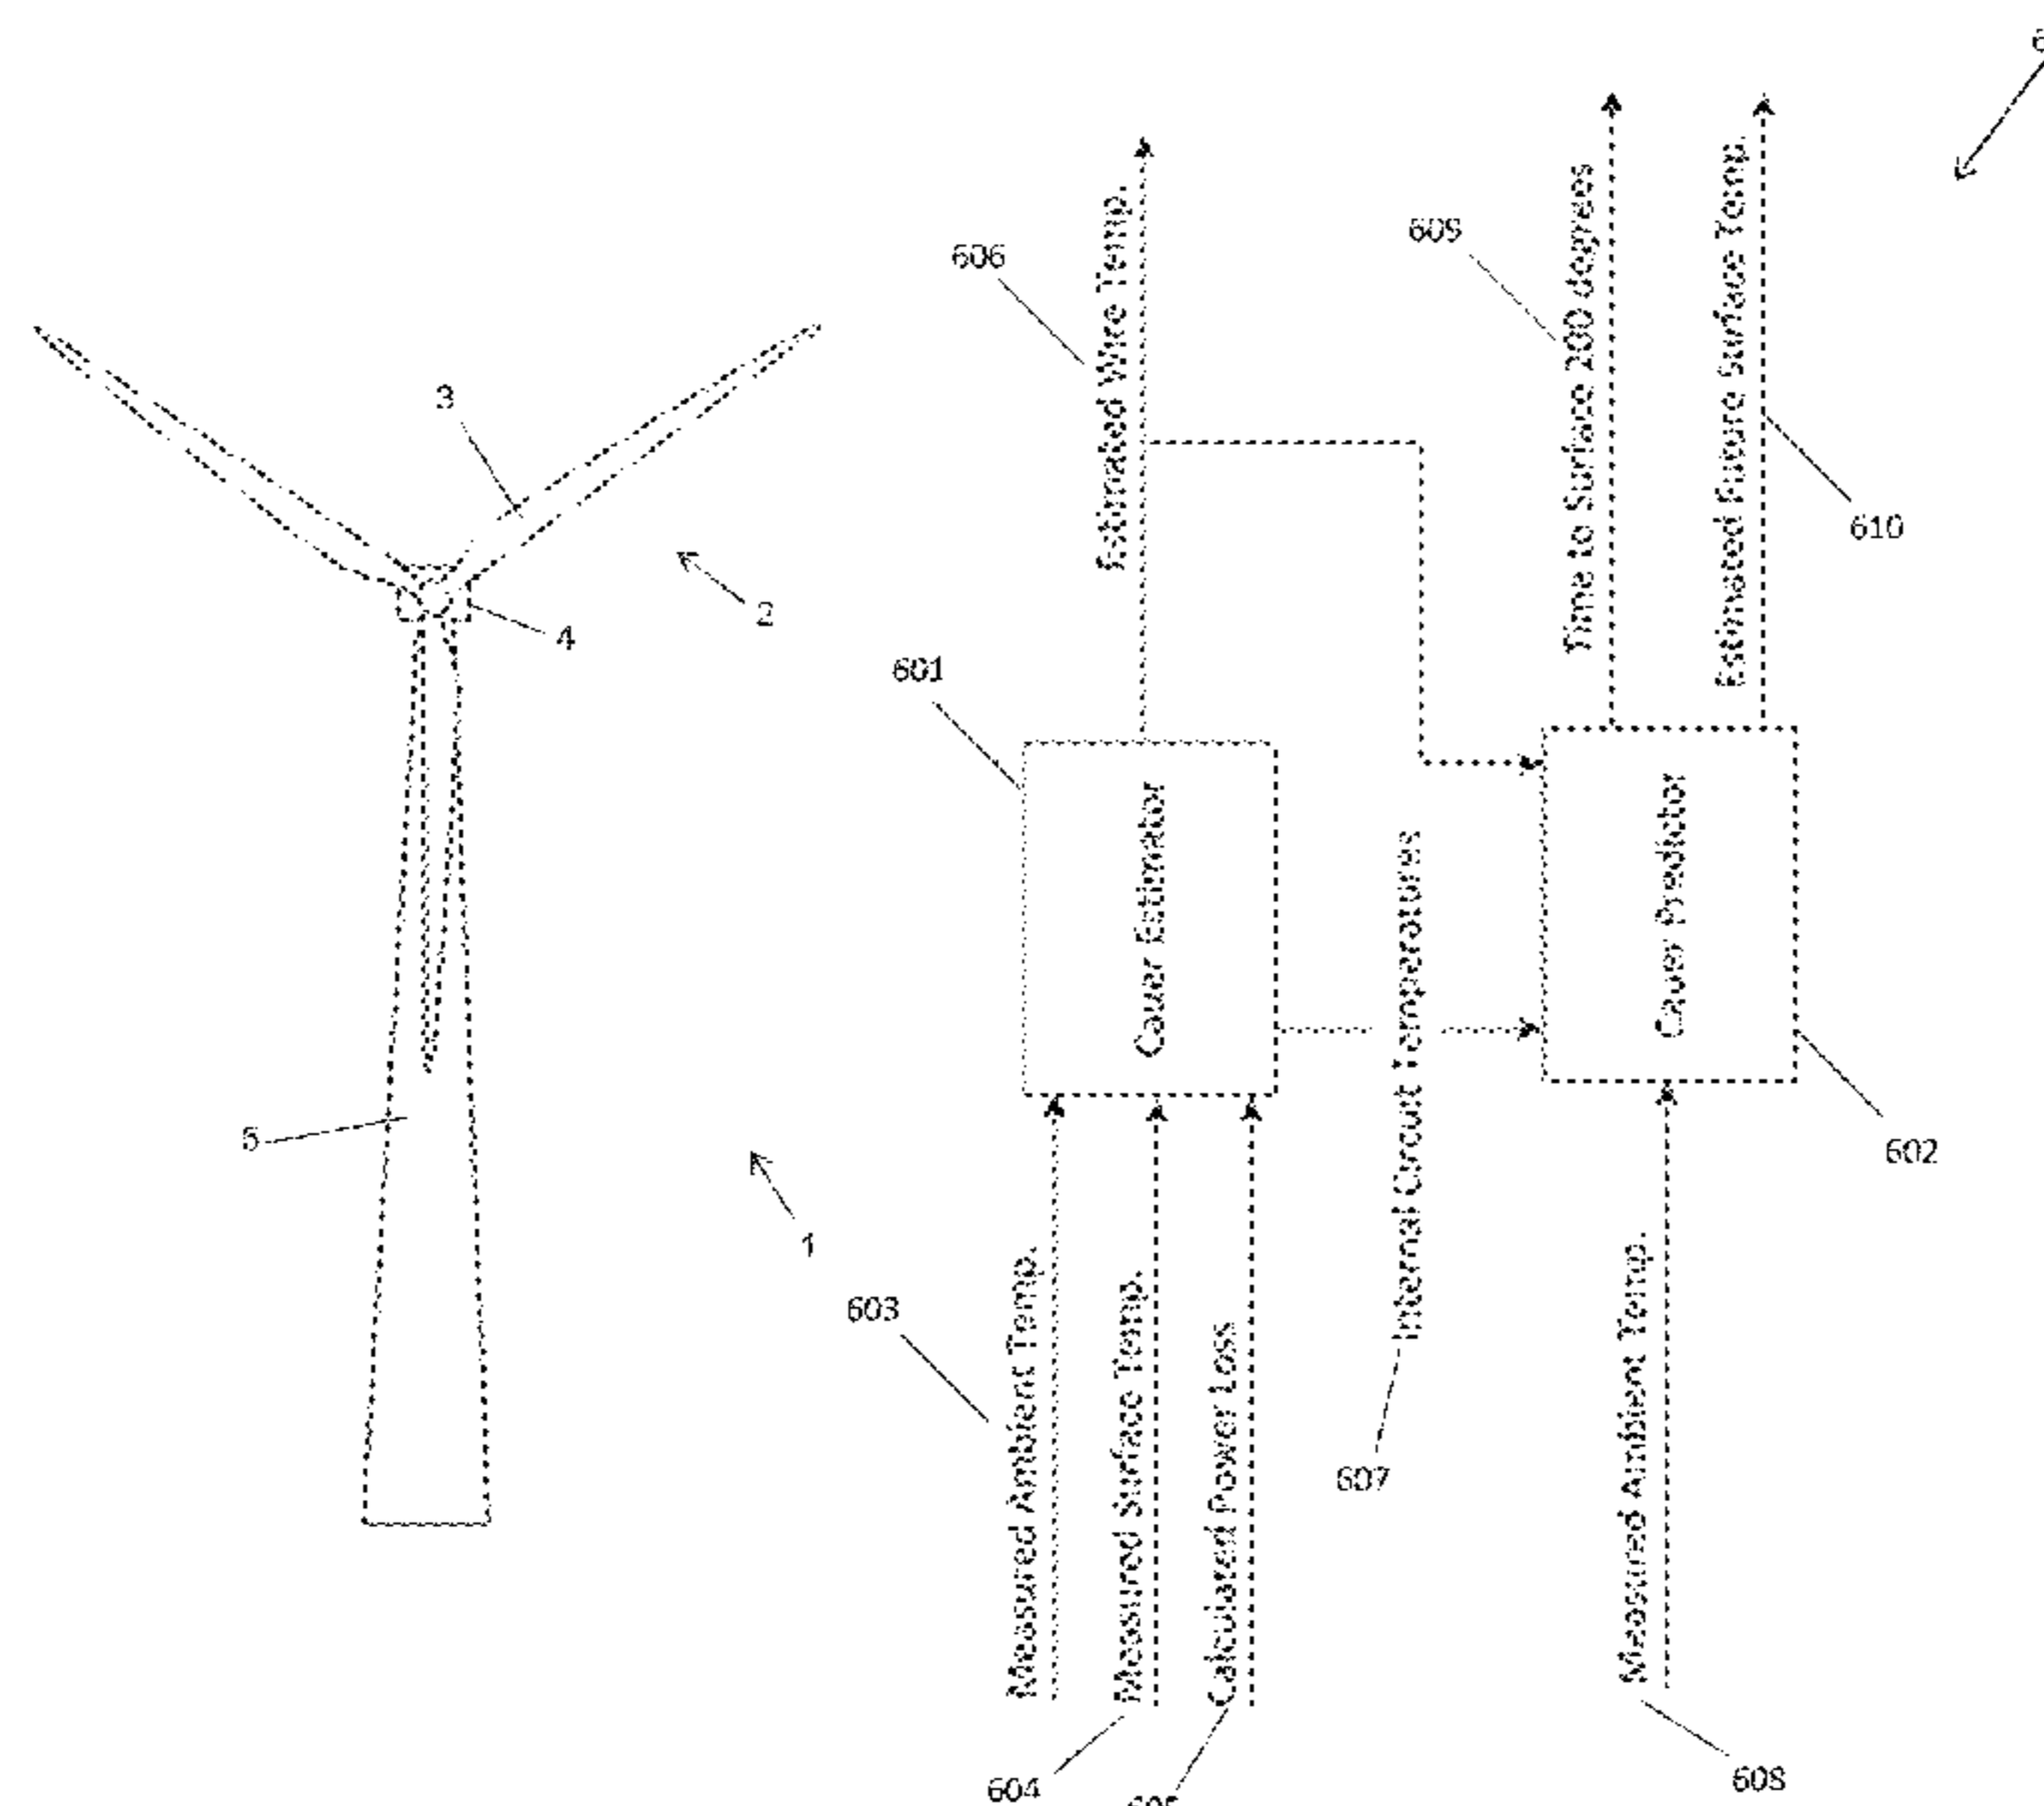 3
4
2
5
1
606
Estimated Wire Temp.
609
Time to Surface 200 degrees
Estimated Future Surface Temp.
610
601
Cauer Estimator
Internal Circuit Temperatures
607
Cauer Predictor
602
603
Measured Ambient Temp.
Measured Surface Temp.
604
Calculated Power Loss
605
Measured Ambient Temp.
608